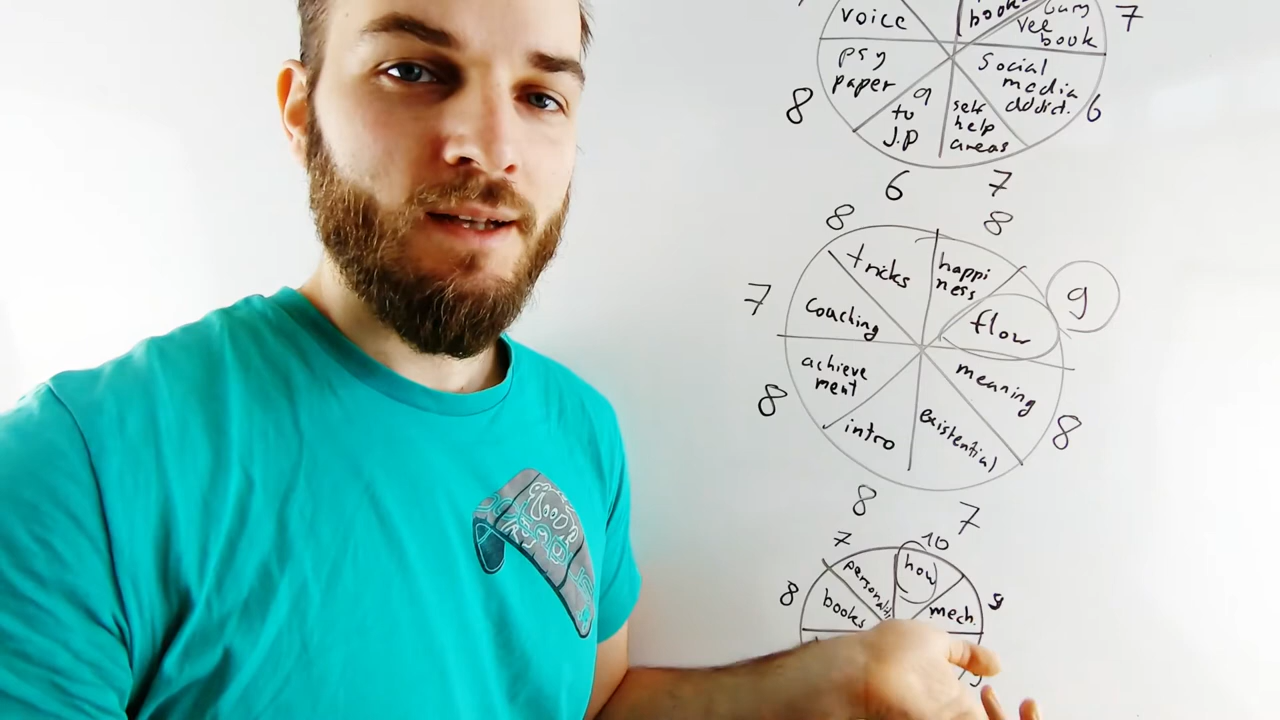 voice
book
vee
book
7
psy
paper
8
9
to
J.P
6
self
help
areas
7
social
media
addict.
6
8
tricks
8
happi
ness
9
flow
7
coaching
meaning
8
achieve
ment
8
intro
8
existential
7
7
personality
10
how
8
books
9
mech.